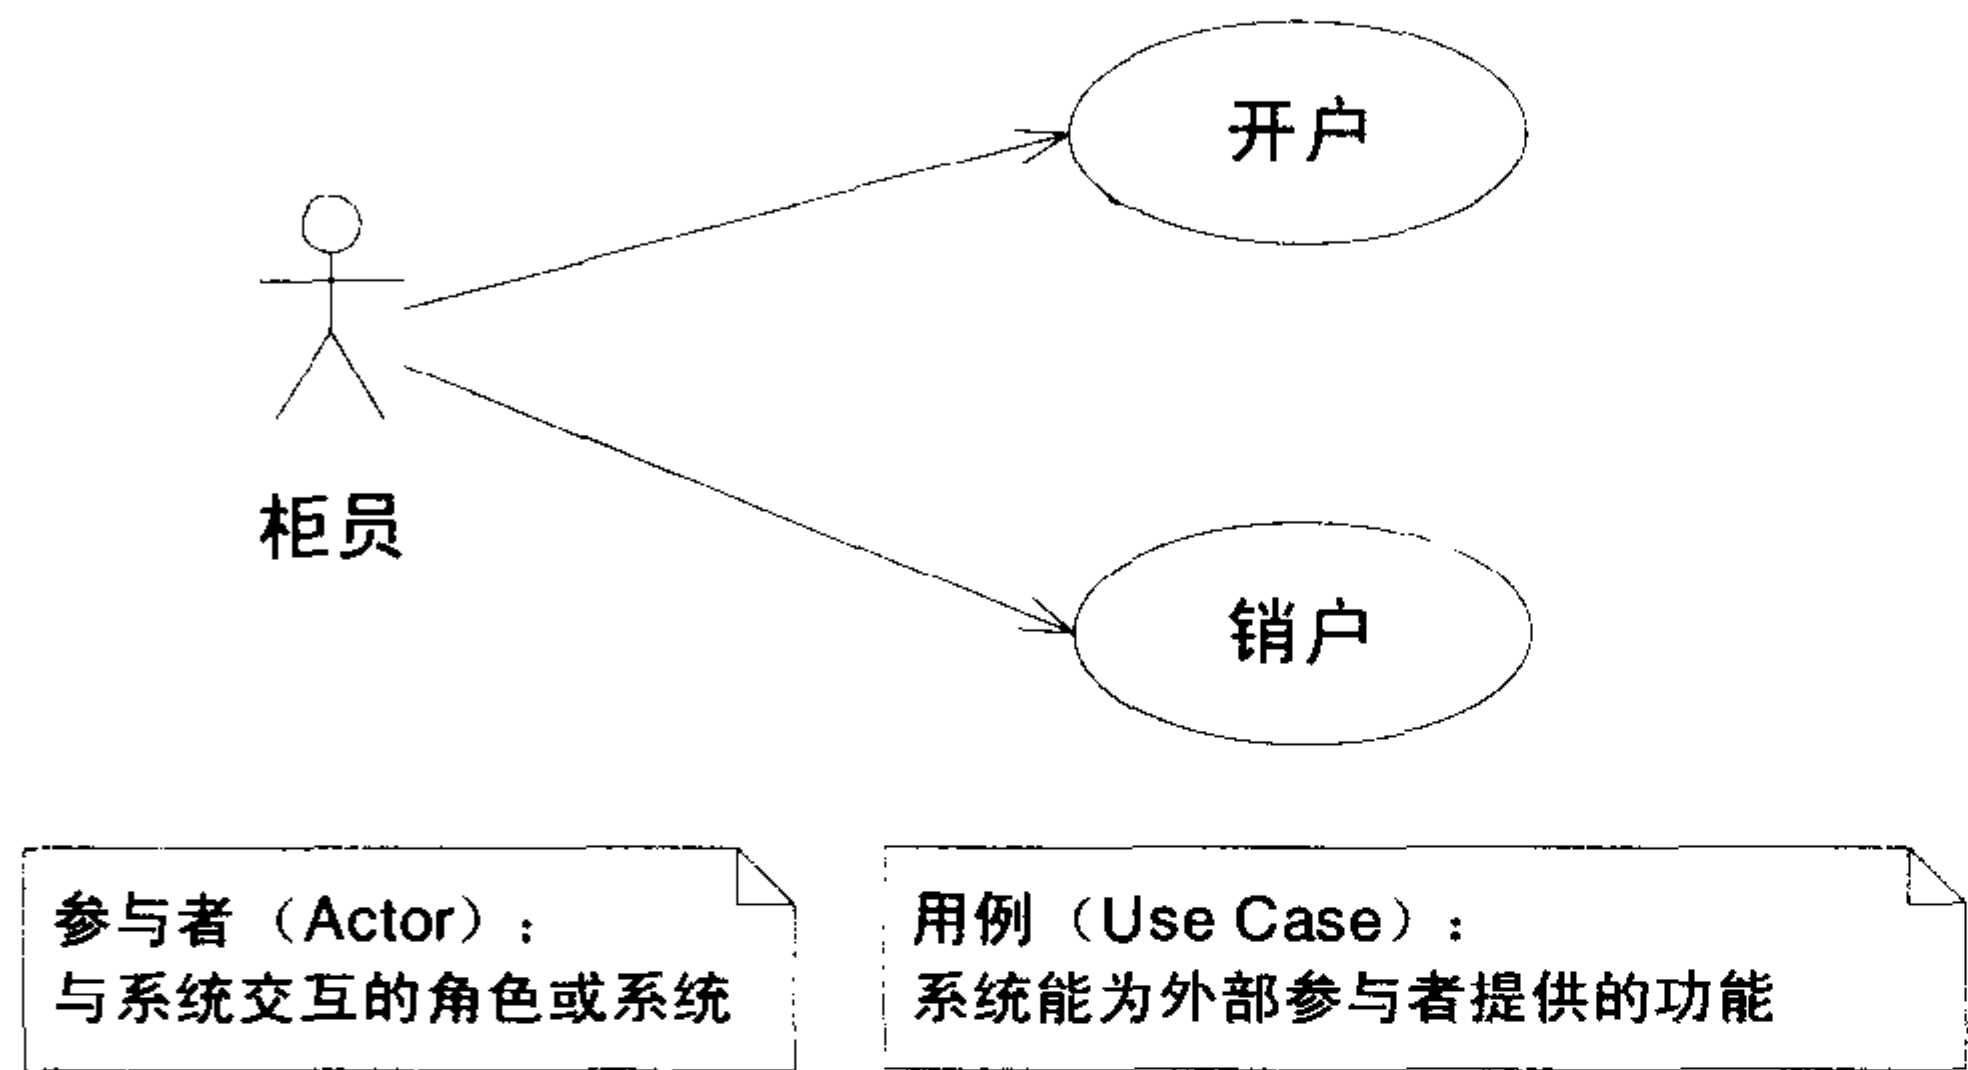 开户
柜员
销户
参与者（Actor）：
与系统交互的角色或系统
用例（Use Case）：
系统能为外部参与者提供的功能